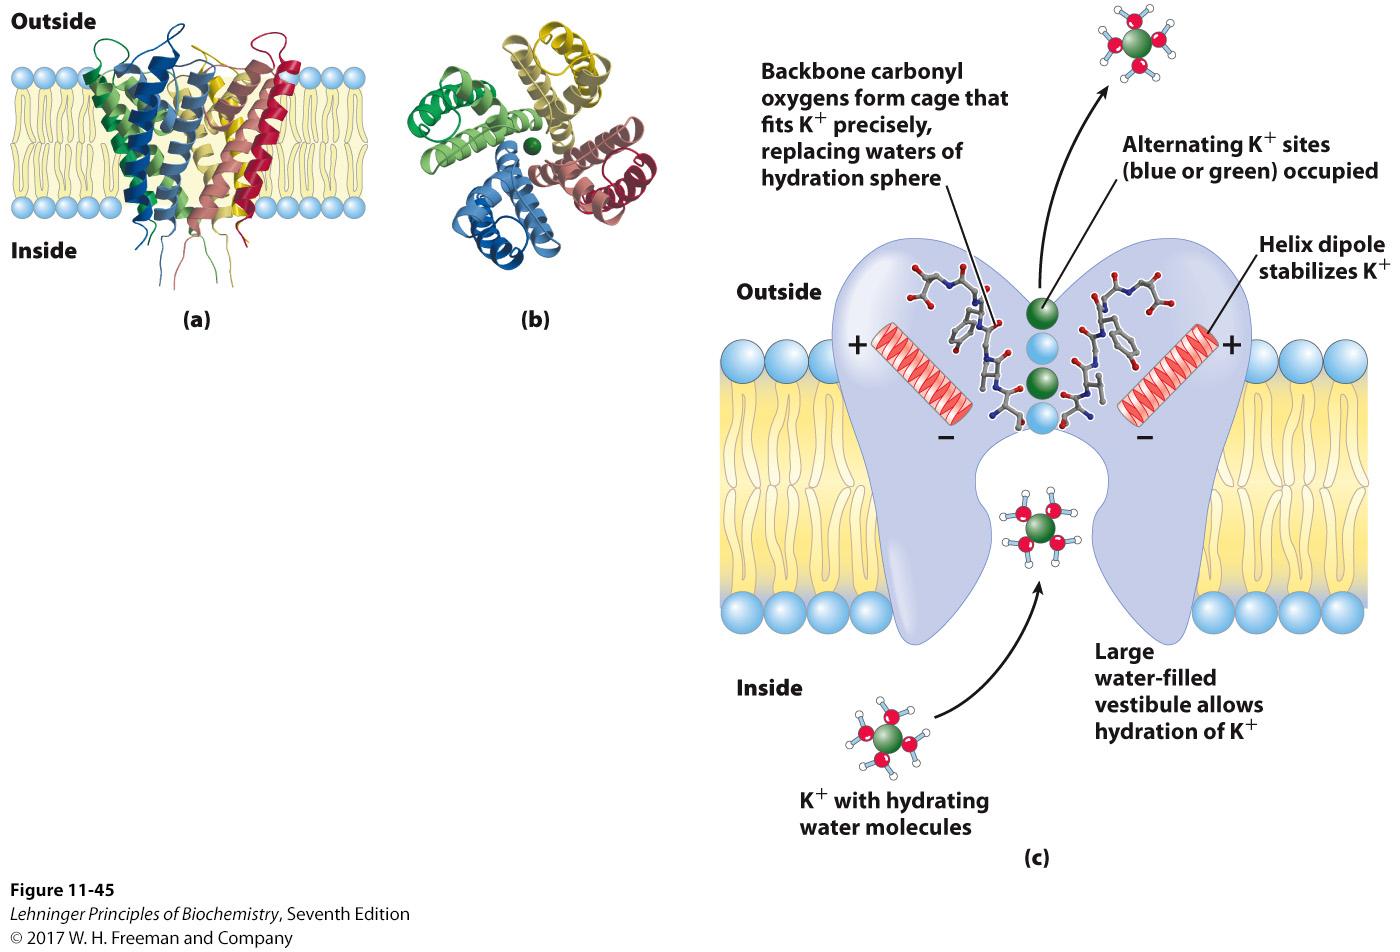 Outside
Inside
(a)
(b)
Backbone carbonyl
oxygens form cage that
fits K⁺ precisely,
replacing waters of
hydration sphere
Alternating K⁺ sites
(blue or green) occupied
Helix dipole
stabilizes K⁺
Outside
+
+
–
–
Inside
Large
water-filled
vestibule allows
hydration of K⁺
K⁺ with hydrating
water molecules
(c)
Figure 11-45
Lehninger Principles of Biochemistry, Seventh Edition
© 2017 W. H. Freeman and Company